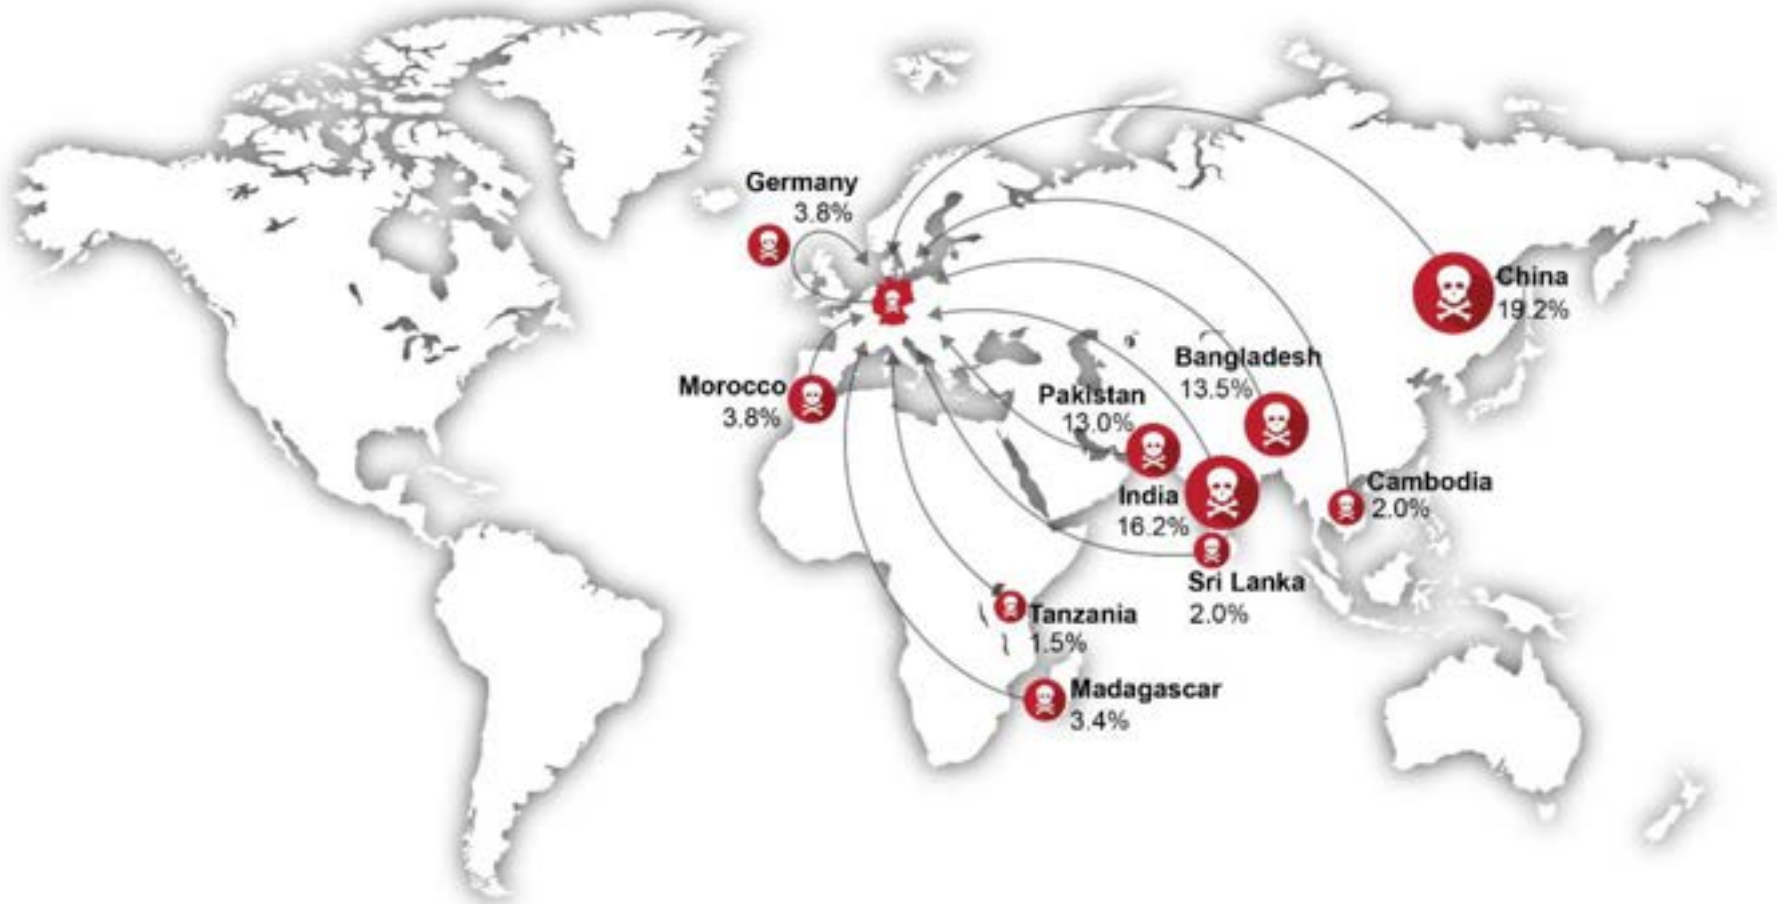 Germany
3.8%
China
19.2%
Bangladesh
13.5%
Morocco
3.8%
Pakistan
13.0%
India
16.2%
Cambodia
2.0%
Sri Lanka
2.0%
Tanzania
1.5%
Madagascar
3.4%